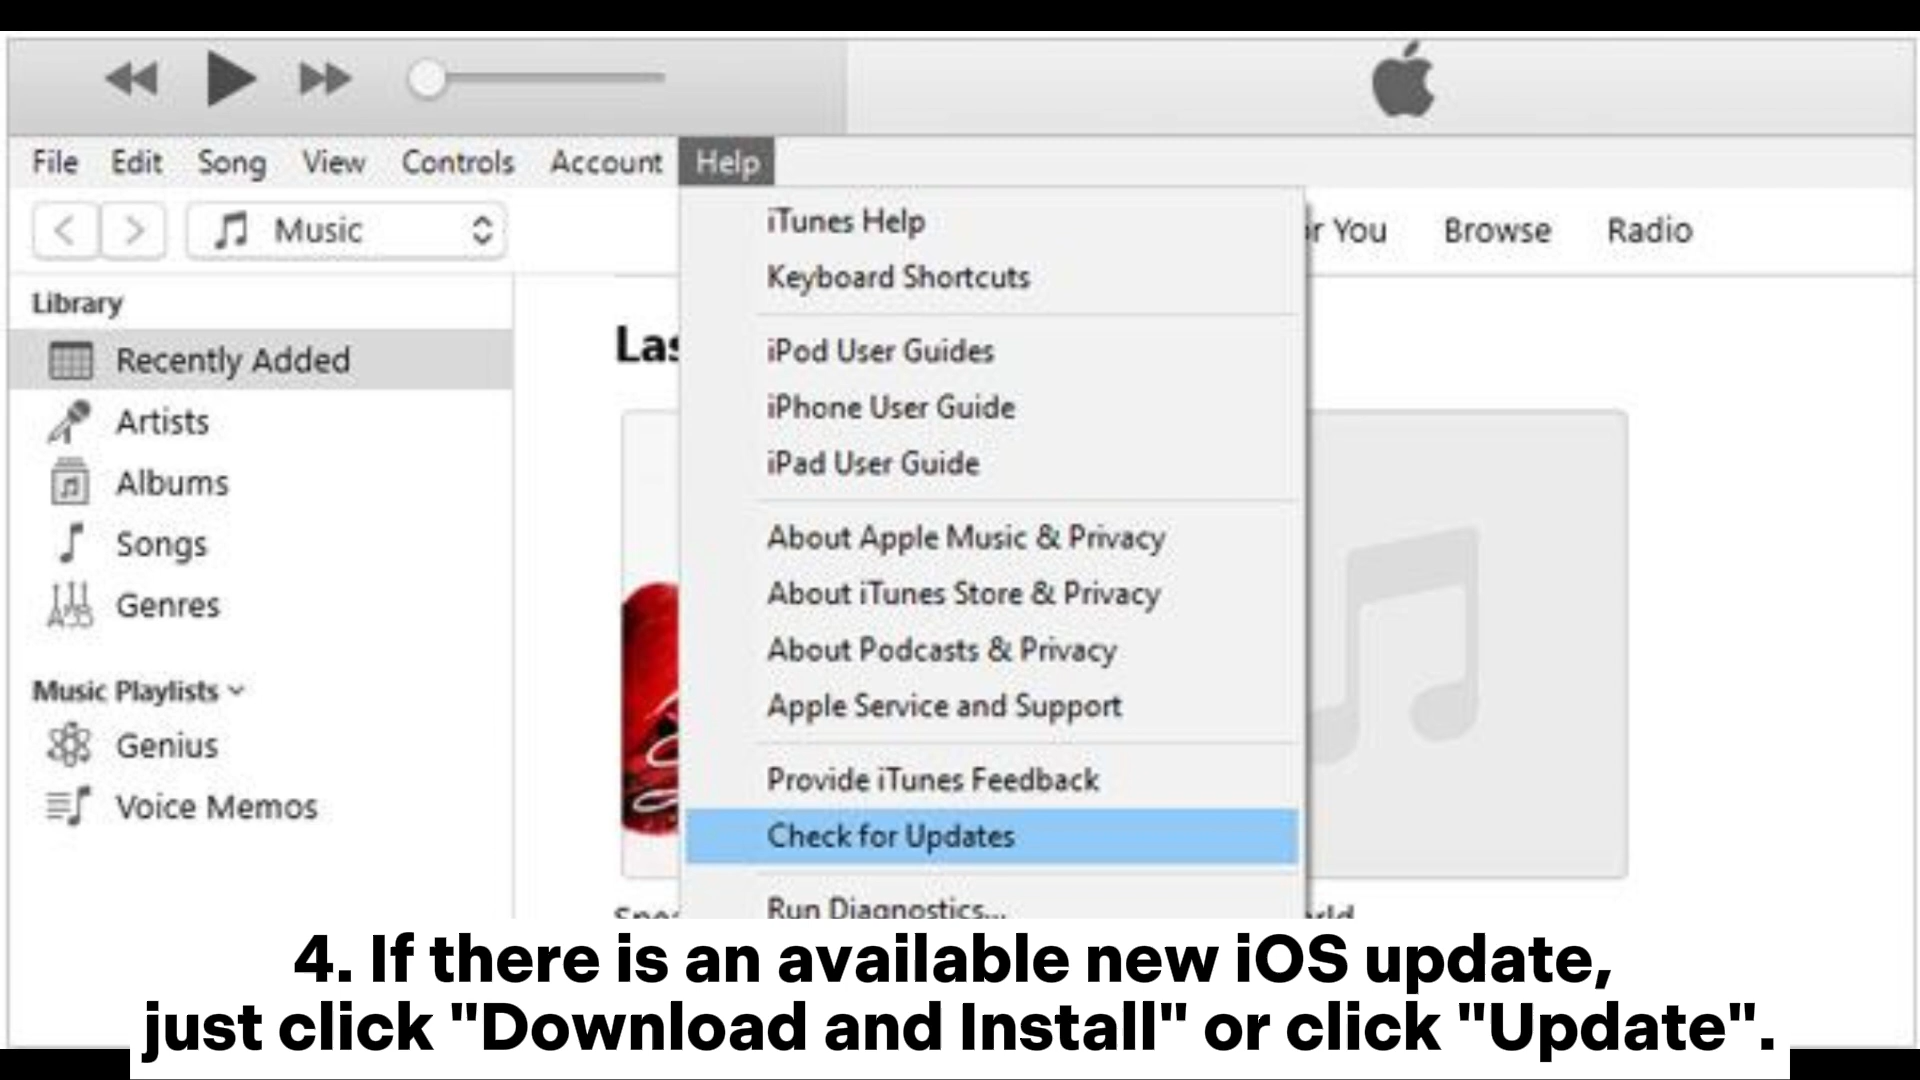 File Edit Song View Controls Account Help
Music
You Browse Radio
Library
Recently Added
Artists
Albums
Songs
Genres
Music Playlists
Genius
Voice Memos
iTunes Help
Keyboard Shortcuts
iPod User Guides
iPhone User Guide
iPad User Guide
About Apple Music & Privacy
About iTunes Store & Privacy
About Podcasts & Privacy
Apple Service and Support
Provide iTunes Feedback
Check for Updates
Run Diagnostics...
4. If there is an available new iOS update,
just click "Download and Install" or click "Update".